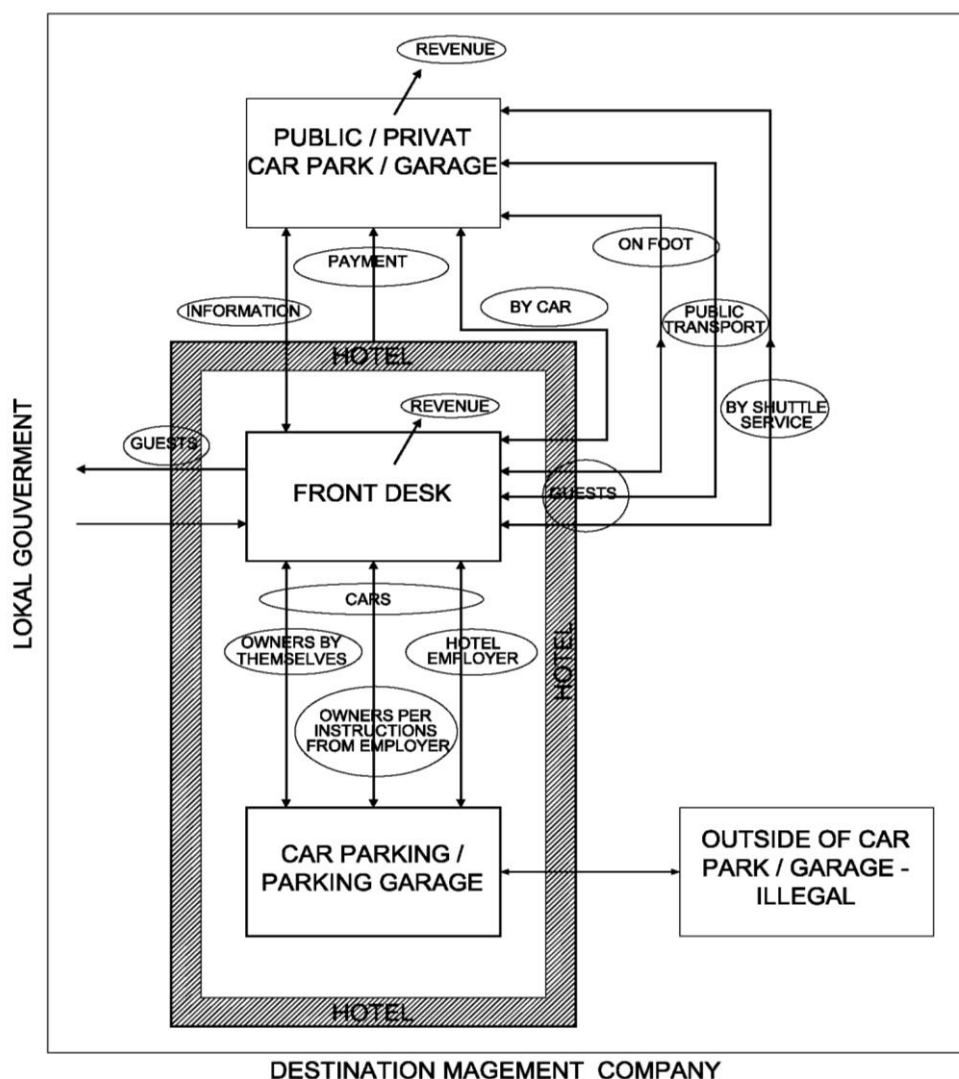 REVENUE
PUBLIC / PRIVAT
CAR PARK / GARAGE
ON FOOT
PAYMENT
INFORMATION
BY CAR
PUBLIC
TRANSPORT
HOTEL
REVENUE
BY SHUTTLE
SERVICE
GUESTS
FRONT DESK
GUESTS
LOKAL GOUVERMENT
CARS
OWNERS BY
THEMSELVES
HOTEL
EMPLOYER
HOTEL
OWNERS PER
INSTRUCTIONS
FROM EMPLOYER
CAR PARKING /
PARKING GARAGE
OUTSIDE OF CAR
PARK / GARAGE -
ILLEGAL
HOTEL
DESTINATION MAGEMENT COMPANY